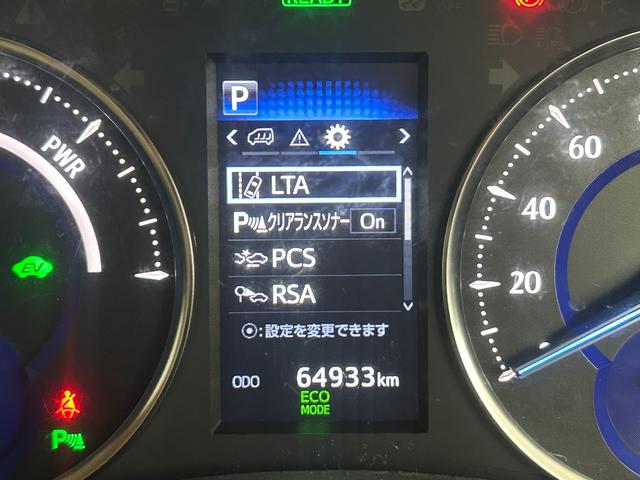 READY
OFF
P
PWR
LTA
P クリアランスソナー On
PCS
RSA
:設定を変更できます
ODO 64933km
ECO
MODE
EV
P
60
40
20